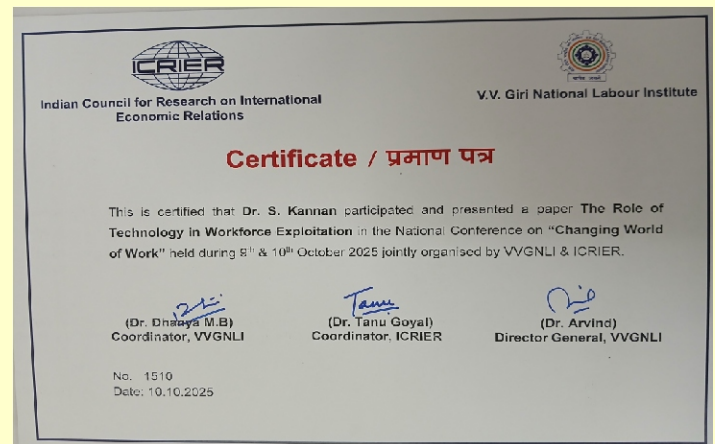 ICRIER
Indian Council for Research on International
Economic Relations
V.V. Giri National Labour Institute
Certificate / प्रमाण पत्र
This is certified that Dr. S. Kannan participated and presented a paper The Role of
Technology in Workforce Exploitation in the National Conference on “Changing World
of Work” held during 9th & 10th October 2025 jointly organised by VVGNLI & ICRIER.
Tanu
(Dr. Dhanya M.B)
Coordinator, VVGNLI
(Dr. Tanu Goyal)
Coordinator, ICRIER
(Dr. Arvind)
Director General, VVGNLI
No. 1510
Date: 10.10.2025